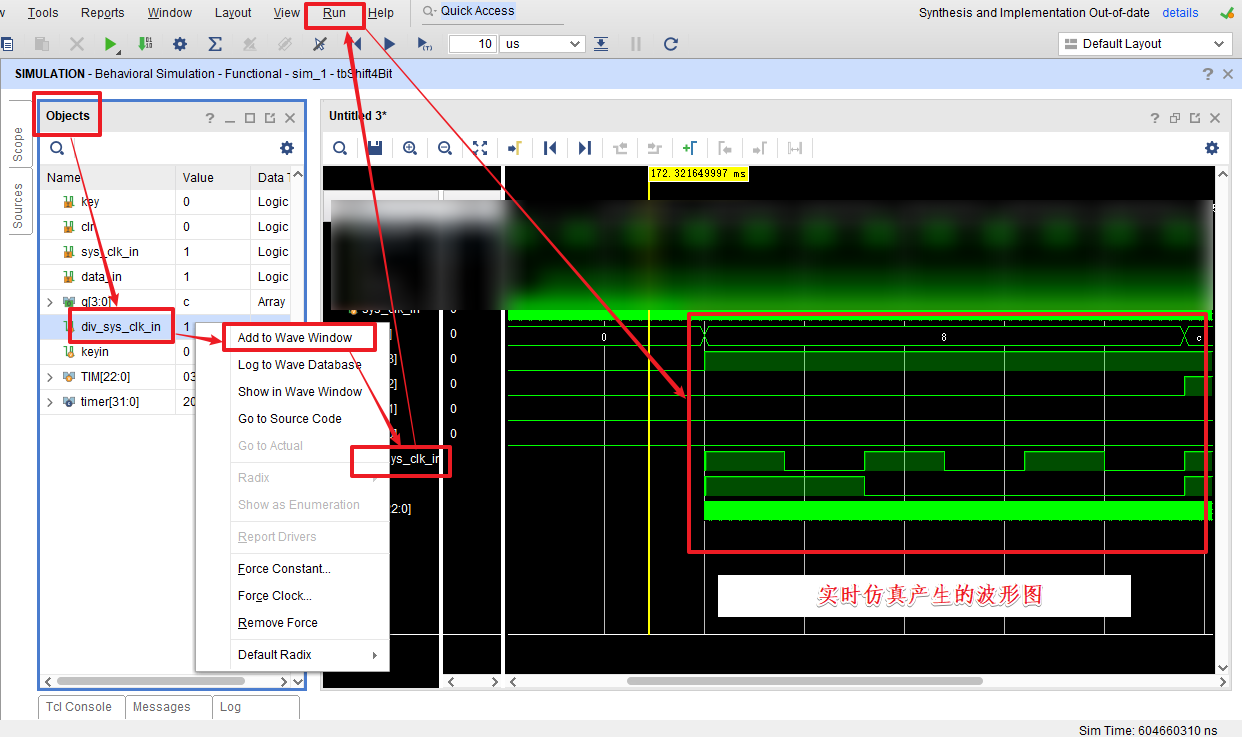 Tools Reports Window Layout View Run Help Quick Access Synthesis and Implementation Out-of-date details
10 us Default Layout
SIMULATION - Behavioral Simulation - Functional - sim_1 - tbShift4Bit
Scope
Sources
Objects
Name Value Data T
key 0 Logic
clr 0 Logic
sys_clk_in 1 Logic
data_in 1 Logic
q[3:0] c Array
div_sys_clk_in 1
keyin 0
TIM[22:0] 03
timer[31:0] 20
Add to Wave Window
Log to Wave Database
Show in Wave Window
Go to Source Code
Go to Actual
Radix
Show as Enumeration
Report Drivers
Force Constant...
Force Clock...
Remove Force
Default Radix
Untitled 3*
172.321649997 ms
sys_clk_in
0 0 8 c
3] 0
2] 0
1] 0
0
sys_clk_in
22:0]
实时仿真产生的波形图
Tcl Console Messages Log
Sim Time: 604660310 ns